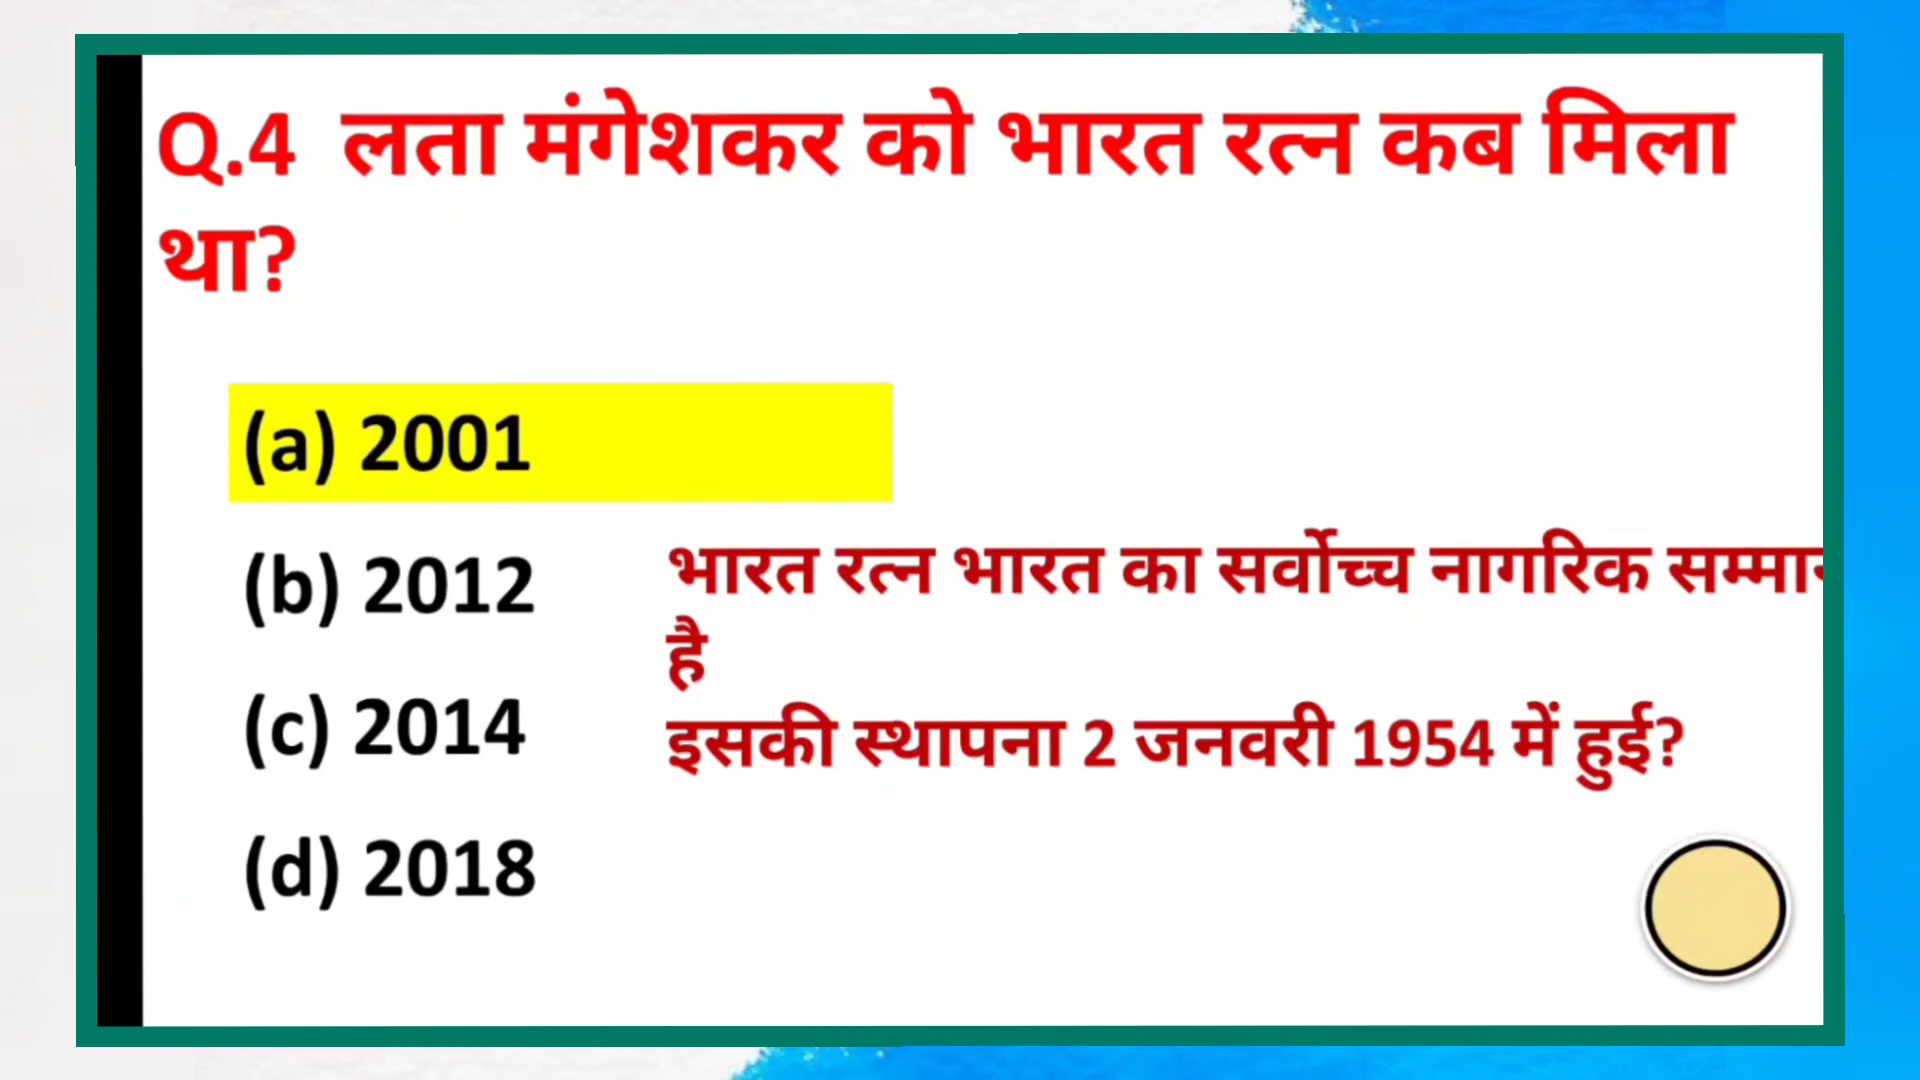 Q.4 लता मंगेशकर को भारत रत्न कब मिला
था?
(a) 2001
(b) 2012
(c) 2014
(d) 2018
भारत रत्न भारत का सर्वोच्च नागरिक
है
इसकी स्थापना 2 जनवरी 1954 में हुई?